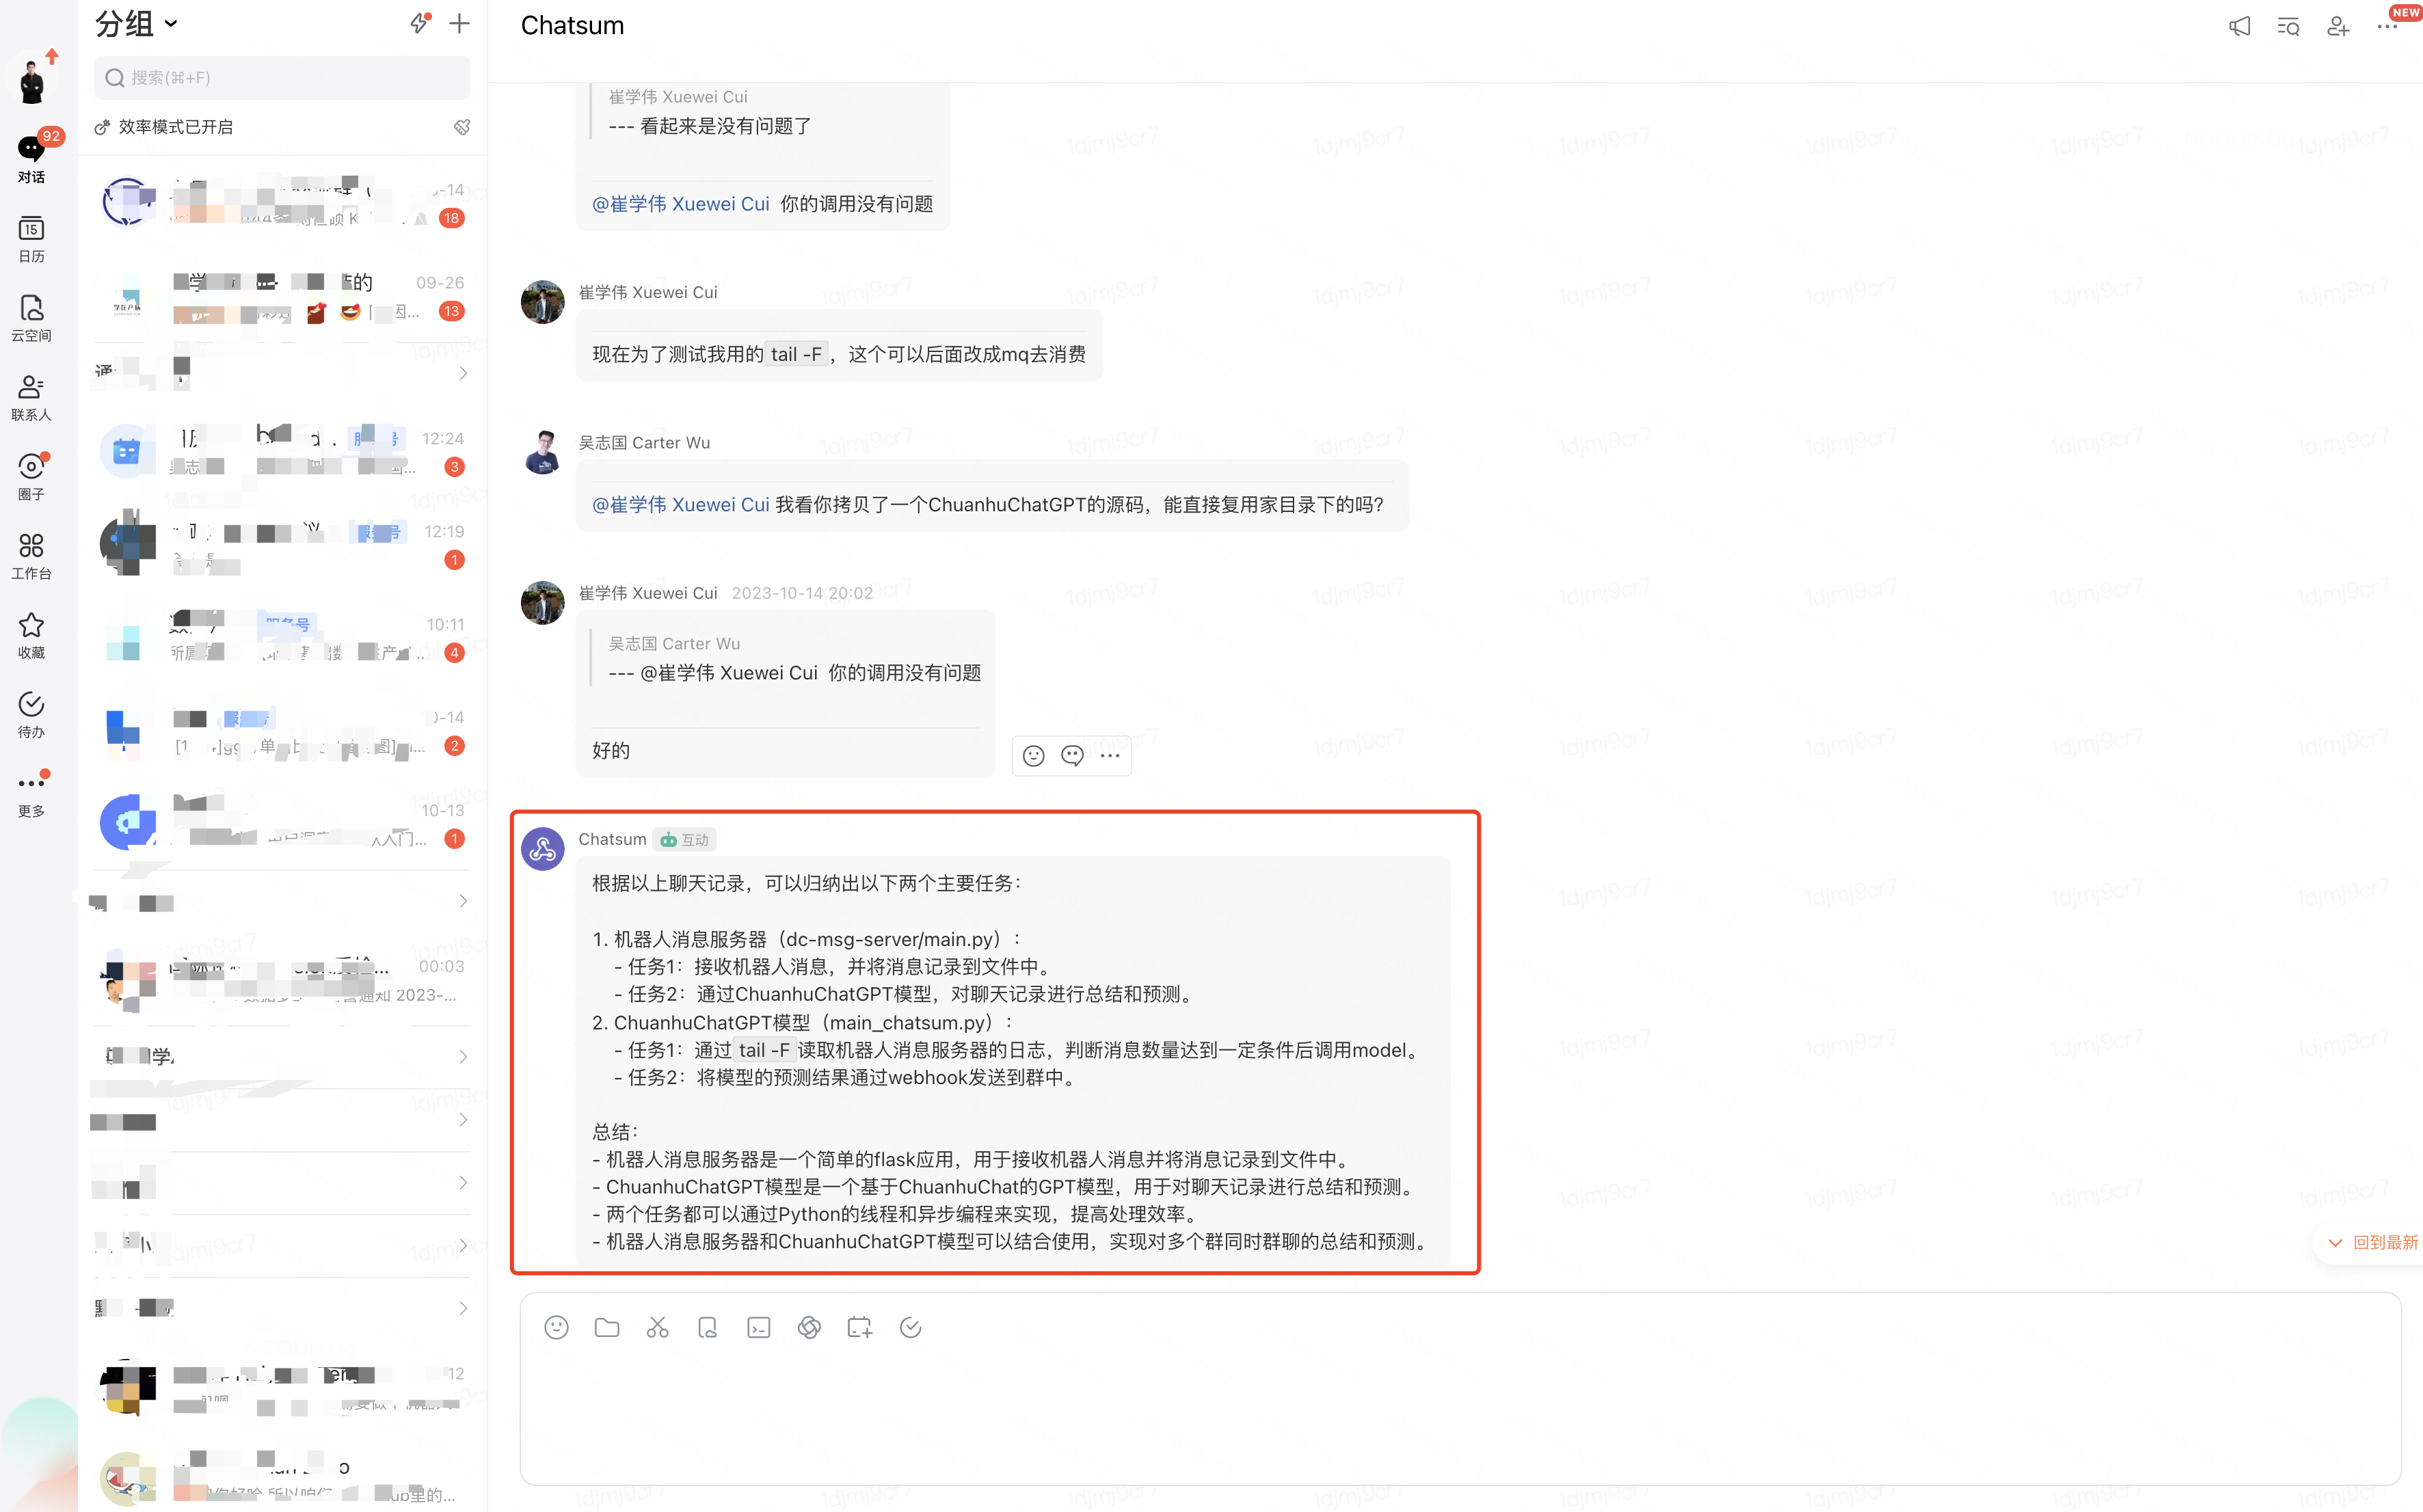 分组
搜索(⌘+F)
效率模式已开启
92
对话
15
日历
云空间
联系人
圈子
工作台
收藏
待办
更多
18
09-26
13
12:24
3
12:19
服务号
1
10:11
4
2
10-13
1
00:03
Chatsum
NEW
崔学伟 Xuewei Cui
--- 看起来是没有问题了
@崔学伟 Xuewei Cui 你的调用没有问题
崔学伟 Xuewei Cui
现在为了测试我用的 tail -F，这个可以后面改成mq去消费
吴志国 Carter Wu
@崔学伟 Xuewei Cui 我看你拷贝了一个ChuanhuChatGPT的源码，能直接复用家目录下的吗?
崔学伟 Xuewei Cui 2023-10-14 20:02
吴志国 Carter Wu
--- @崔学伟 Xuewei Cui 你的调用没有问题
好的
Chatsum 互动
根据以上聊天记录，可以归纳出以下两个主要任务：
1. 机器人消息服务器（dc-msg-server/main.py）：
- 任务1：接收机器人消息，并将消息记录到文件中。
- 任务2：通过ChuanhuChatGPT模型，对聊天记录进行总结和预测。
2. ChuanhuChatGPT模型（main_chatsum.py）：
- 任务1：通过 tail -F 读取机器人消息服务器的日志，判断消息数量达到一定条件后调用model。
- 任务2：将模型的预测结果通过webhook发送到群中。
总结：
- 机器人消息服务器是一个简单的flask应用，用于接收机器人消息并将消息记录到文件中。
- ChuanhuChatGPT模型是一个基于ChuanhuChat的GPT模型，用于对聊天记录进行总结和预测。
- 两个任务都可以通过Python的线程和异步编程来实现，提高处理效率。
- 机器人消息服务器和ChuanhuChatGPT模型可以结合使用，实现对多个群同时群聊的总结和预测。
回到最新
1djmj9cr7